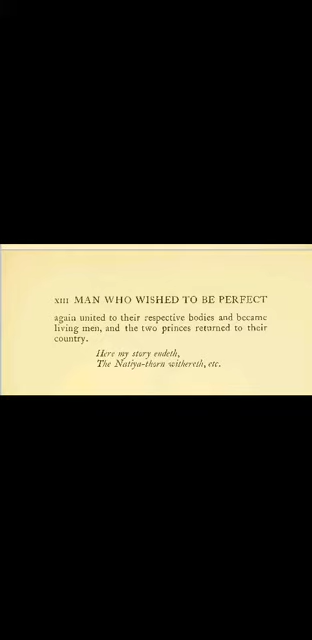 XIII MAN WHO WISHED TO BE PERFECT
again united to their respective bodies and became
living men, and the two princes returned to their
country.
Here my story endeth,
The Natiya-thorn withereth, etc.